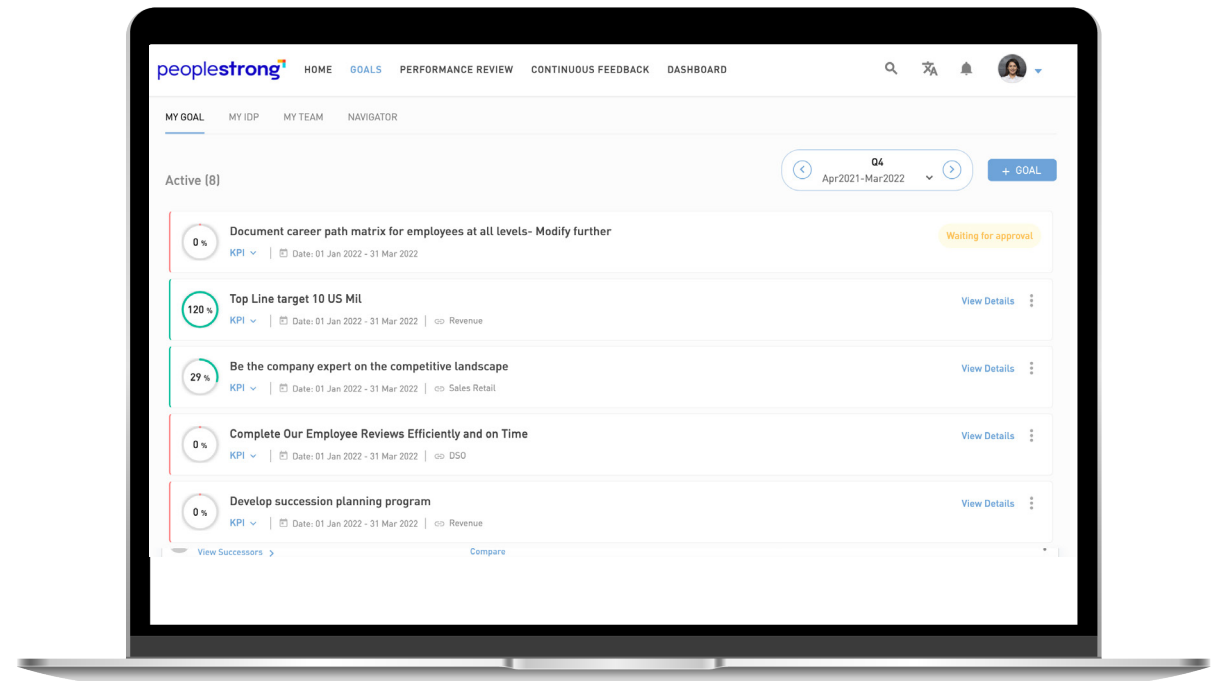 peoplestrong HOME GOALS PERFORMANCE REVIEW CONTINUOUS FEEDBACK DASHBOARD
MY GOAL MY IDP MY TEAM NAVIGATOR
Active (8)
Q4
Apr2021-Mar2022
+ GOAL
0 %
Document career path matrix for employees at all levels- Modify further
KPI | Date: 01 Jan 2022 - 31 Mar 2022
Waiting for approval
120 %
Top Line target 10 US Mil
KPI | Date: 01 Jan 2022 - 31 Mar 2022 | Revenue
View Details
29 %
Be the company expert on the competitive landscape
KPI | Date: 01 Jan 2022 - 31 Mar 2022 | Sales Retail
View Details
0 %
Complete Our Employee Reviews Efficiently and on Time
KPI | Date: 01 Jan 2022 - 31 Mar 2022 | DSO
View Details
0 %
Develop succession planning program
KPI | Date: 01 Jan 2022 - 31 Mar 2022 | Revenue
View Details
View Successors > Compare